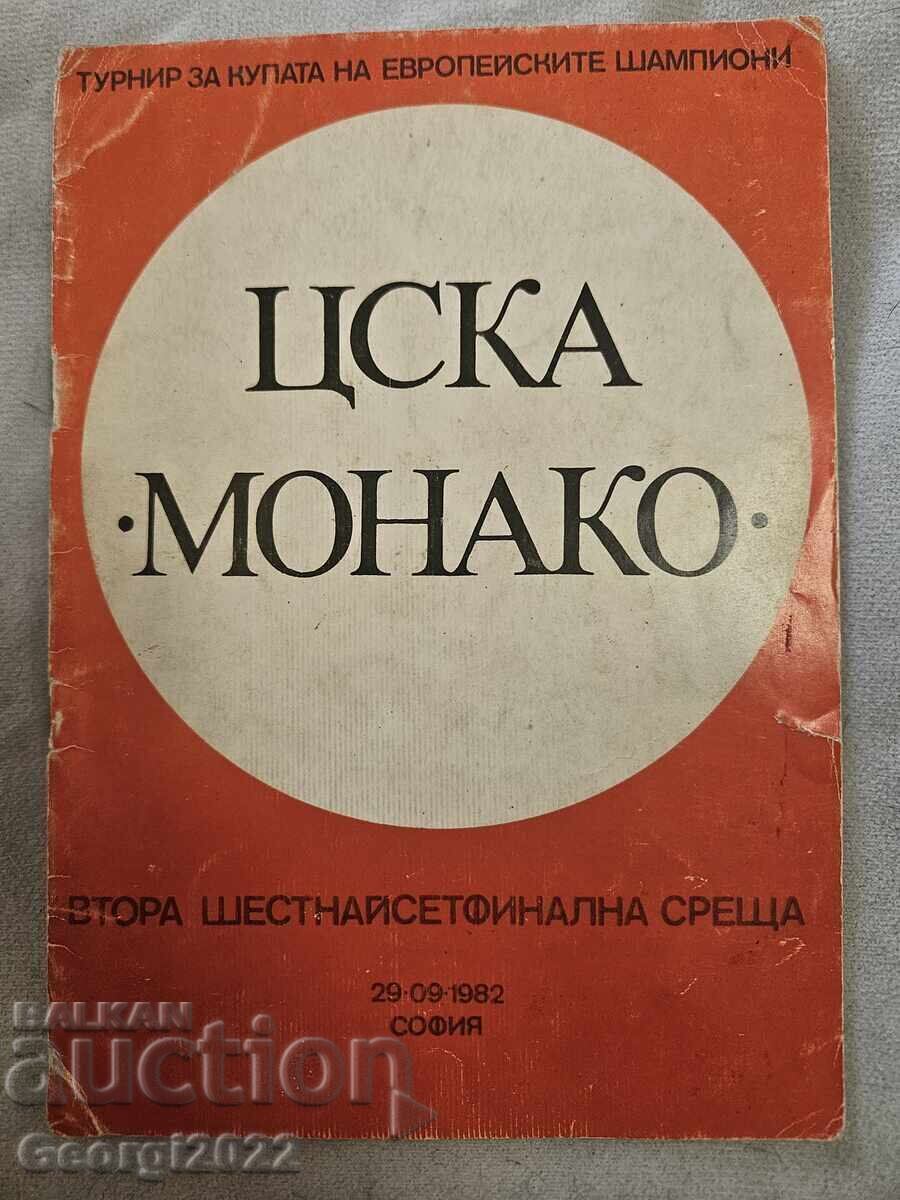 ТУРНИР ЗА КУПАТА НА ЕВРОПЕЙСКИТЕ ШАМПИОНИ
ЦСКА
·МОНАКО·
ВТОРА ШЕСТНАЙСЕТФИНАЛНА СРЕЩА
29·09·1982
СОФИЯ
BALKAN
auction
Georgi2022